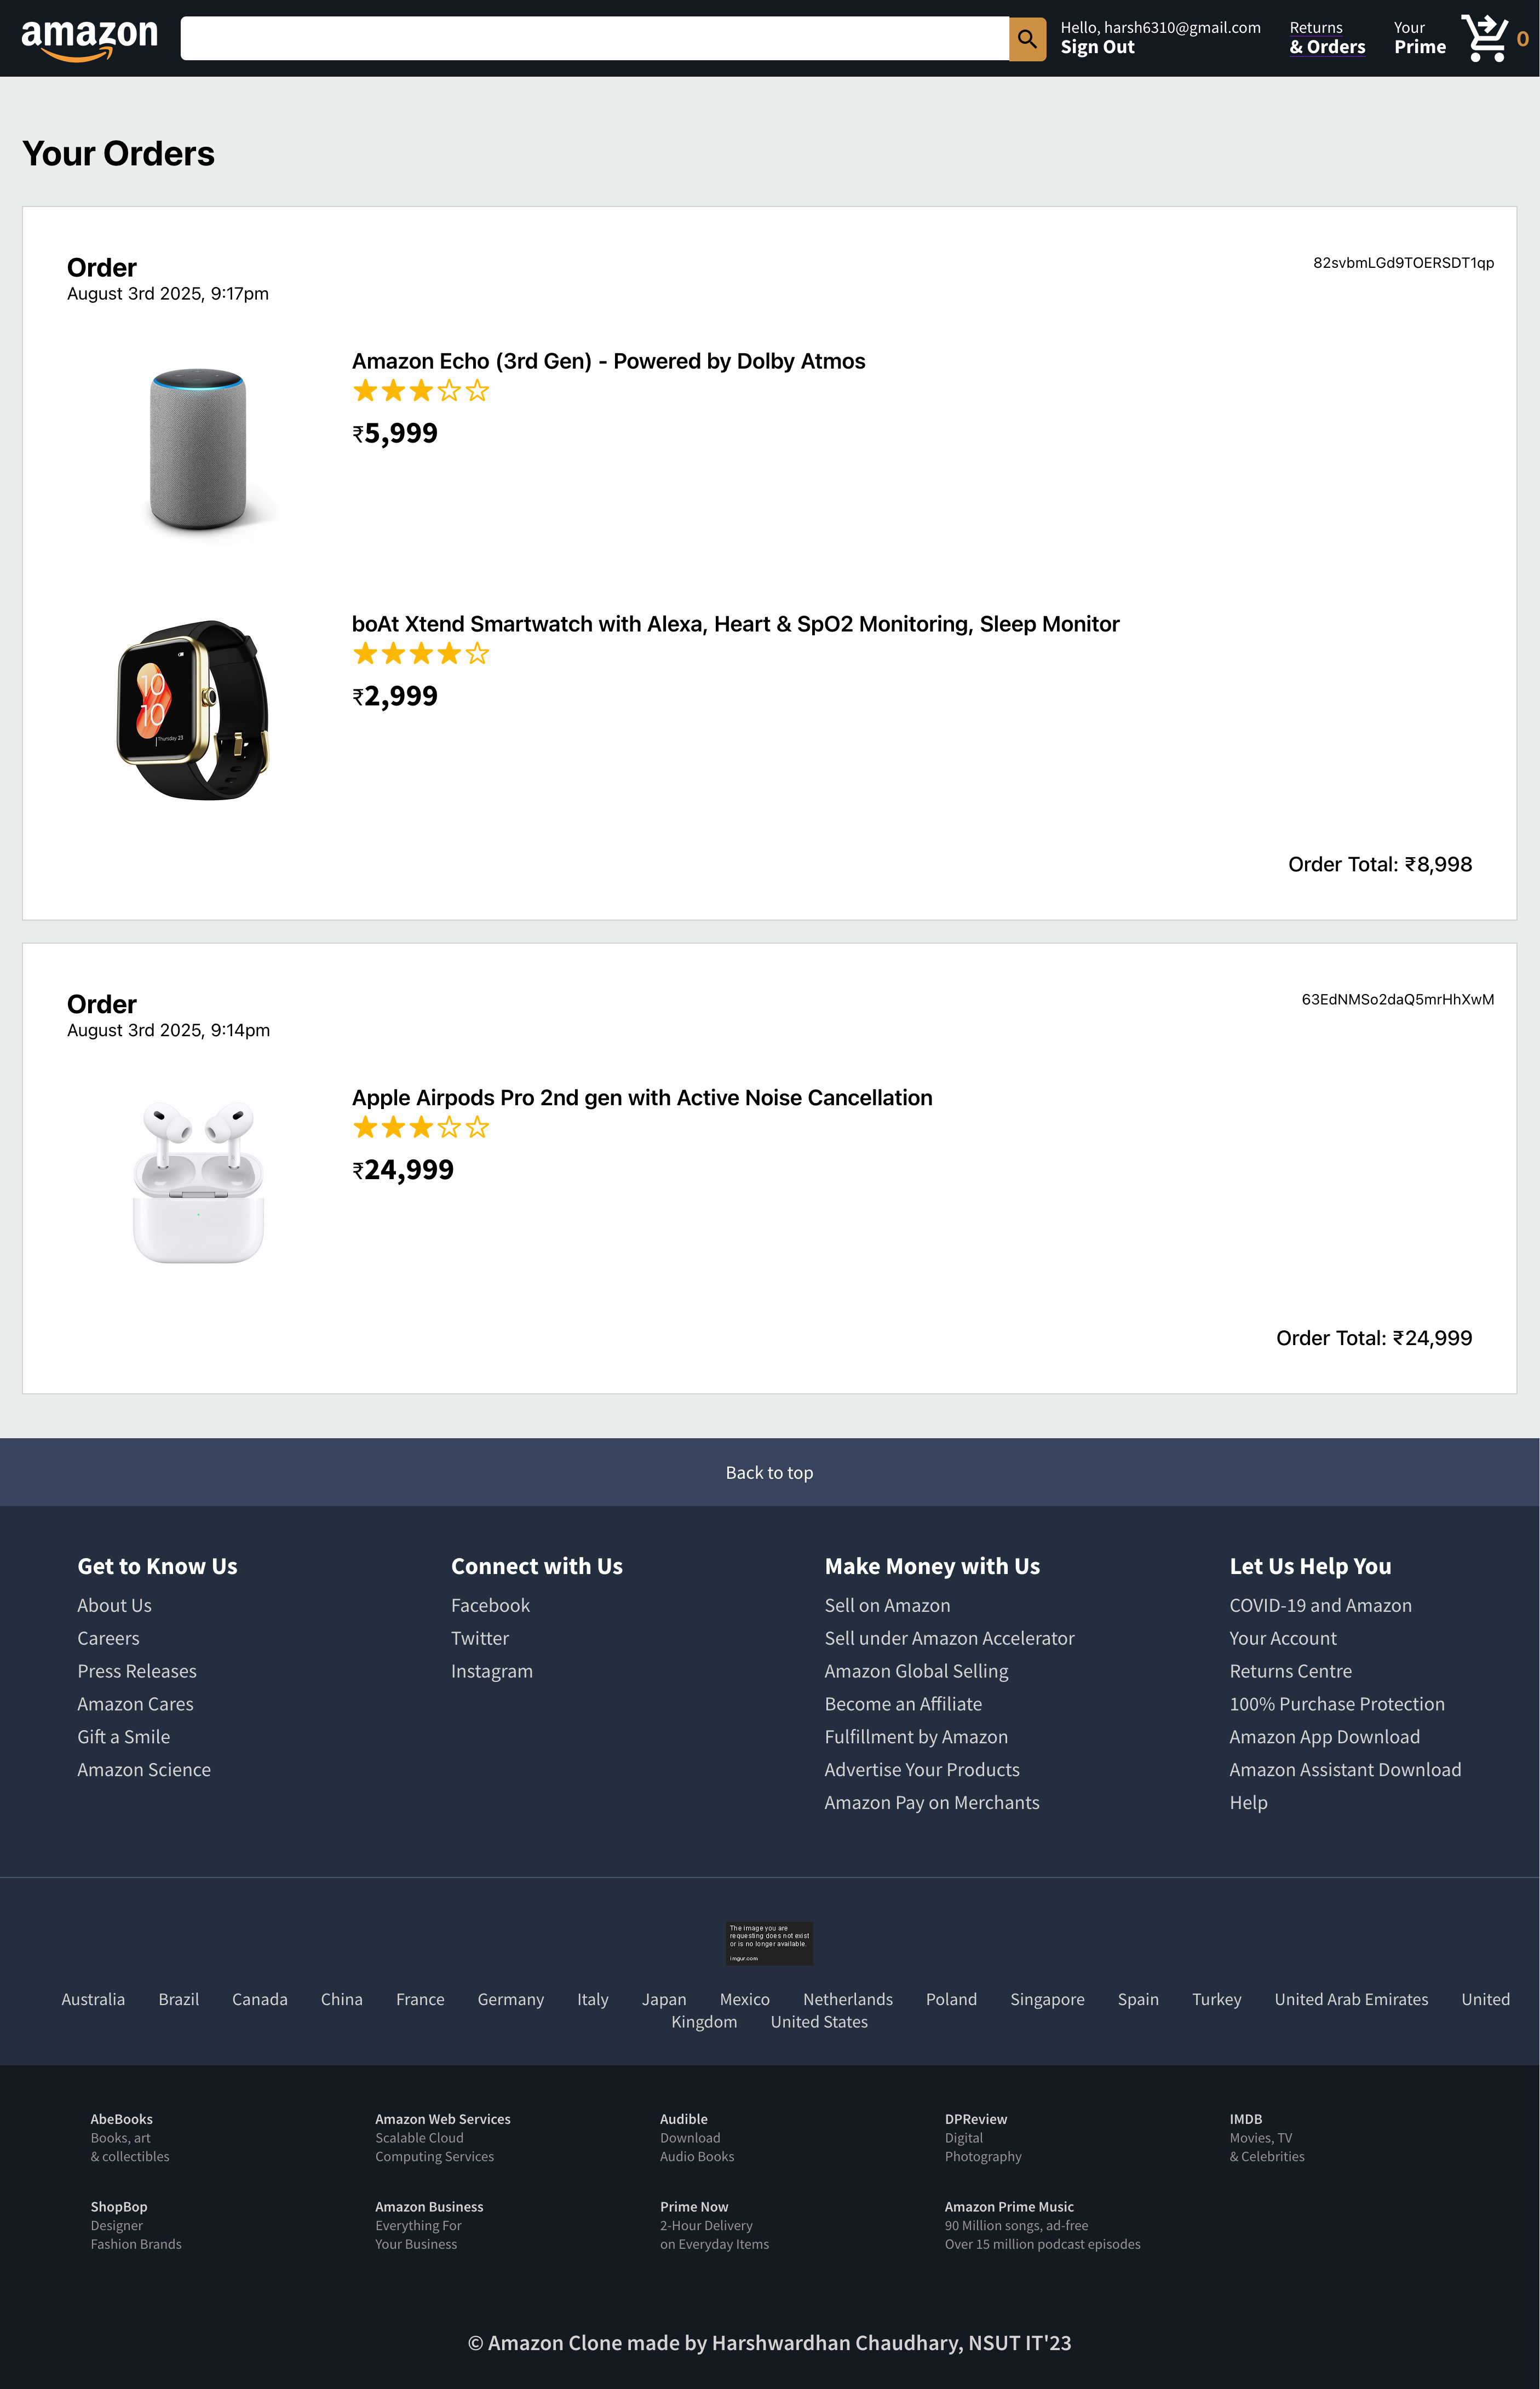 amazon
Hello, harsh6310@gmail.com
Sign Out
Returns
& Orders
Your
Prime
0
Your Orders
Order
82svbmLGd9TOERSDT1qp
August 3rd 2025, 9:17pm
Amazon Echo (3rd Gen) - Powered by Dolby Atmos
₹5,999
boAt Xtend Smartwatch with Alexa, Heart & SpO2 Monitoring, Sleep Monitor
₹2,999
10
10
Thursday 23
Order Total: ₹8,998
Order
63EdNMSo2daQ5mrHhXwM
August 3rd 2025, 9:14pm
Apple Airpods Pro 2nd gen with Active Noise Cancellation
₹24,999
Order Total: ₹24,999
Back to top
Get to Know Us
About Us
Careers
Press Releases
Amazon Cares
Gift a Smile
Amazon Science
Connect with Us
Facebook
Twitter
Instagram
Make Money with Us
Sell on Amazon
Sell under Amazon Accelerator
Amazon Global Selling
Become an Affiliate
Fulfillment by Amazon
Advertise Your Products
Amazon Pay on Merchants
Let Us Help You
COVID-19 and Amazon
Your Account
Returns Centre
100% Purchase Protection
Amazon App Download
Amazon Assistant Download
Help
The image you are
requesting does not exist
or is no longer available.
imgur.com
Australia Brazil Canada China France Germany Italy Japan Mexico Netherlands Poland Singapore Spain Turkey United Arab Emirates United
Kingdom United States
AbeBooks
Books, art
& collectibles
Amazon Web Services
Scalable Cloud
Computing Services
Audible
Download
Audio Books
DPReview
Digital
Photography
IMDB
Movies, TV
& Celebrities
ShopBop
Designer
Fashion Brands
Amazon Business
Everything For
Your Business
Prime Now
2-Hour Delivery
on Everyday Items
Amazon Prime Music
90 Million songs, ad-free
Over 15 million podcast episodes
© Amazon Clone made by Harshwardhan Chaudhary, NSUT IT'23